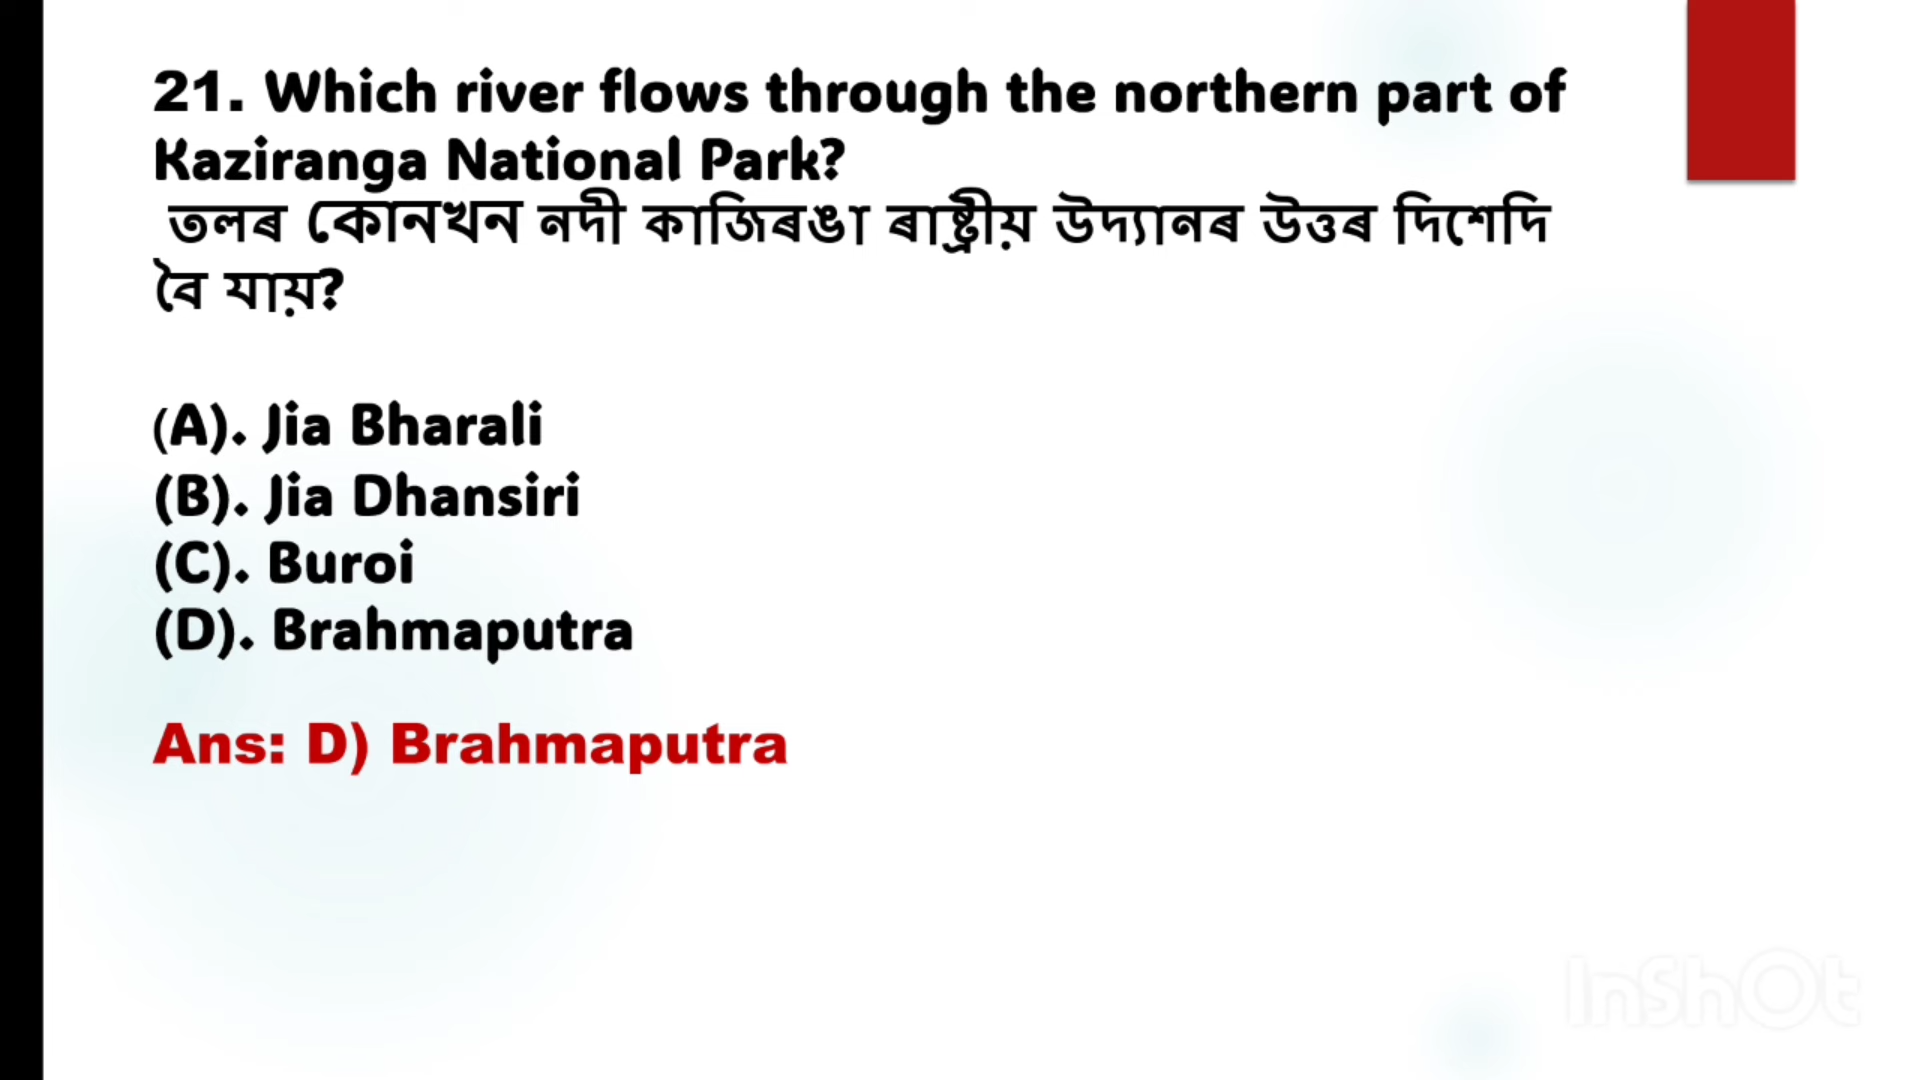 21. Which river flows through the northern part of
Kaziranga National Park?
তলৰ কোনখন নদী কাজিৰঙা ৰাষ্ট্ৰীয় উদ্যানৰ উত্তৰ দিশেদি
বৈ যায়?
(A). Jia Bharali
(B). Jia Dhansiri
(C). Buroi
(D). Brahmaputra
Ans: D) Brahmaputra
InShOt